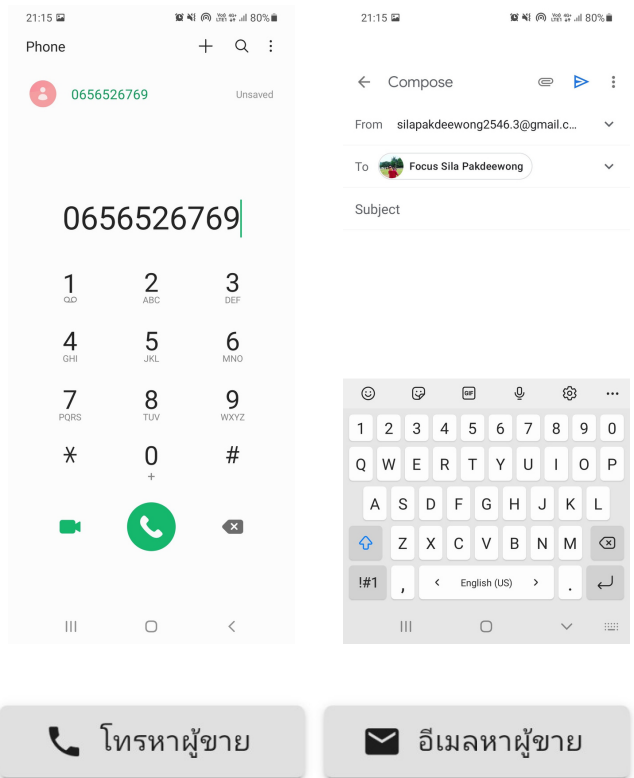 21:15 80%
Phone
0656526769 Unsaved
0656526769
1 2 3
ABC DEF
4 5 6
GHI JKL MNO
7 8 9
PQRS TUV WXYZ
* 0 #
+
21:15 80%
Compose
From silapakdeewong2546.3@gmail.c...
To Focus Sila Pakdeewong
Subject
GIF
1 2 3 4 5 6 7 8 9 0
Q W E R T Y U I O P
A S D F G H J K L
Z X C V B N M
!#1 , < English (US) > .
โทรหาผู้ขาย
อีเมลหาผู้ขาย